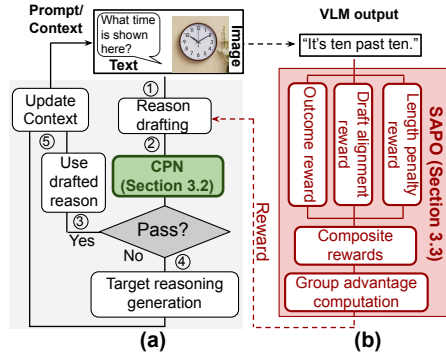 Prompt/
Context
What time
is shown
here?
Text
Image
VLM output
“It’s ten past ten.”
①
Reason
drafting
②
CPN
(Section 3.2)
Pass?
Yes
No
③
Use
drafted
reason
⑤
Update
Context
④
Target reasoning
generation
(a)
Reward
Outcome reward
Draft alignment
reward
Length penalty
reward
SAPO (Section 3.3)
Composite
rewards
Group advantage
computation
(b)